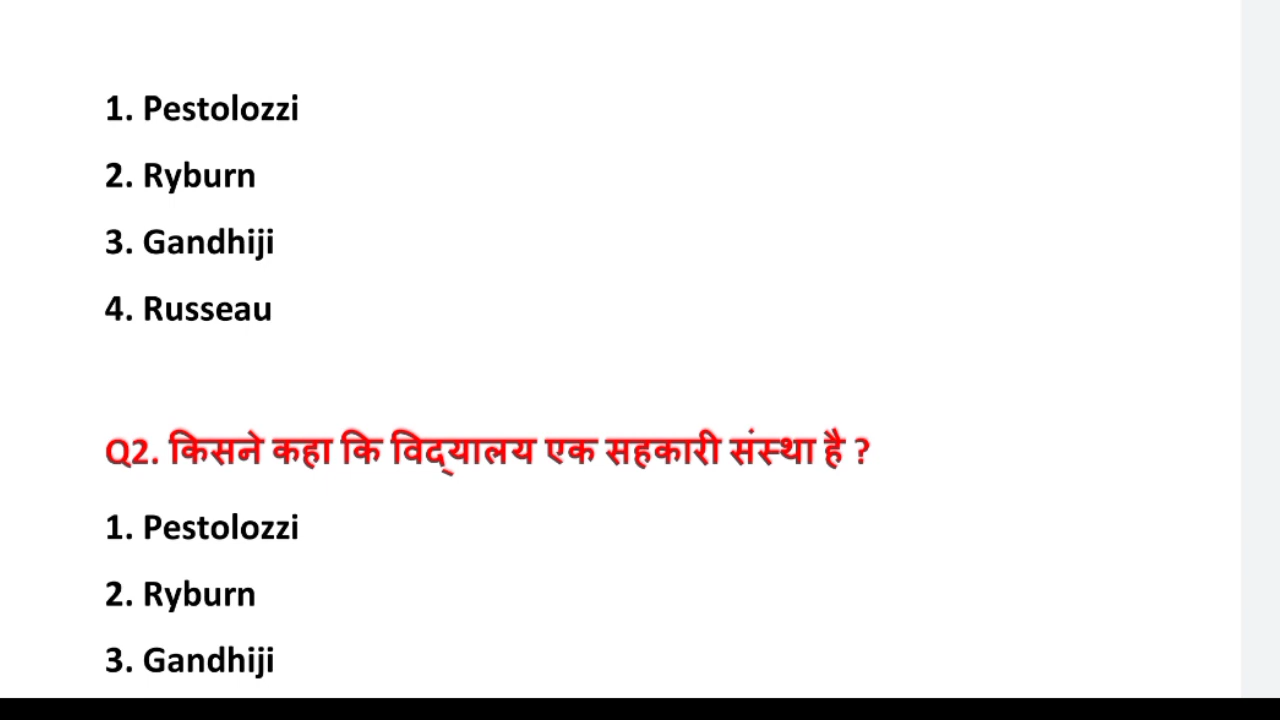 1. Pestolozzi
2. Ryburn
3. Gandhiji
4. Russeau
Q2. किसने कहा कि विद्यालय एक सहकारी संस्था है ?
1. Pestolozzi
2. Ryburn
3. Gandhiji